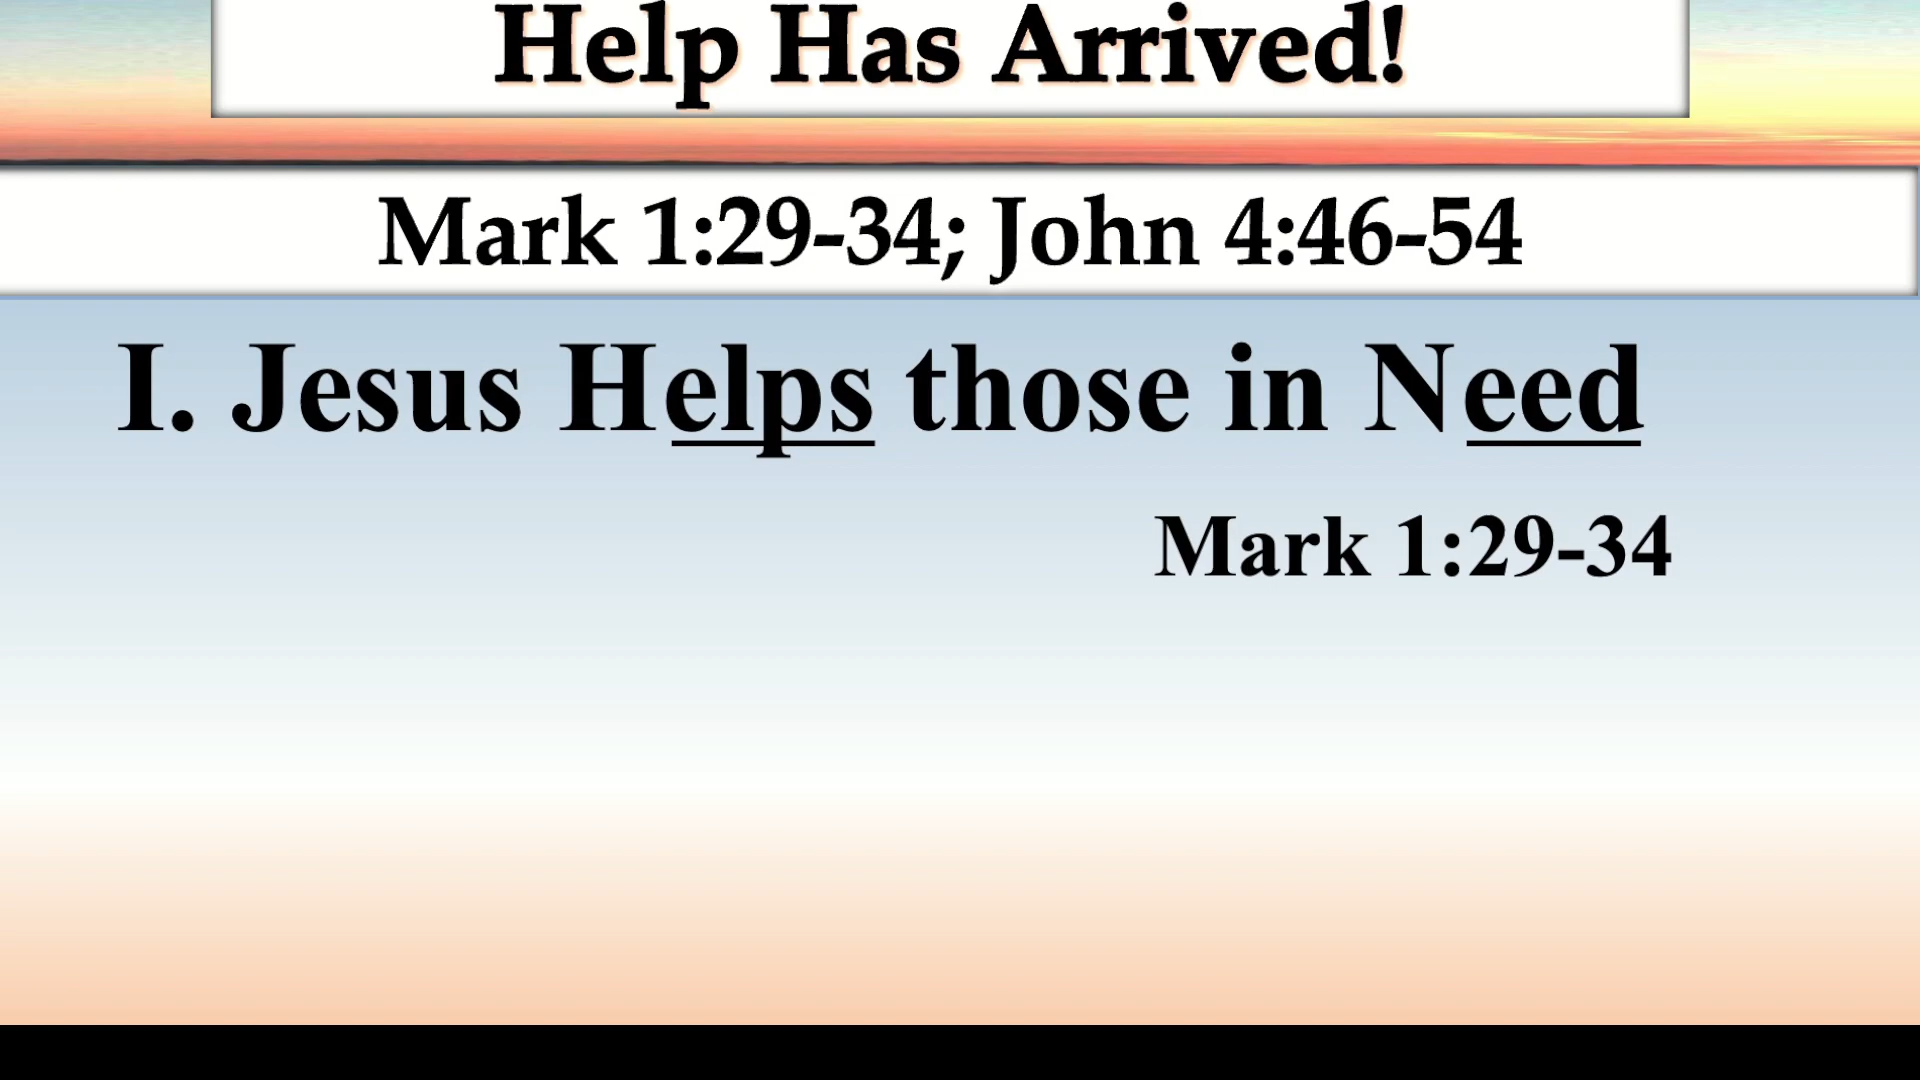 Help Has Arrived!
Mark 1:29-34; John 4:46-54
I. Jesus Helps those in Need
Mark 1:29-34